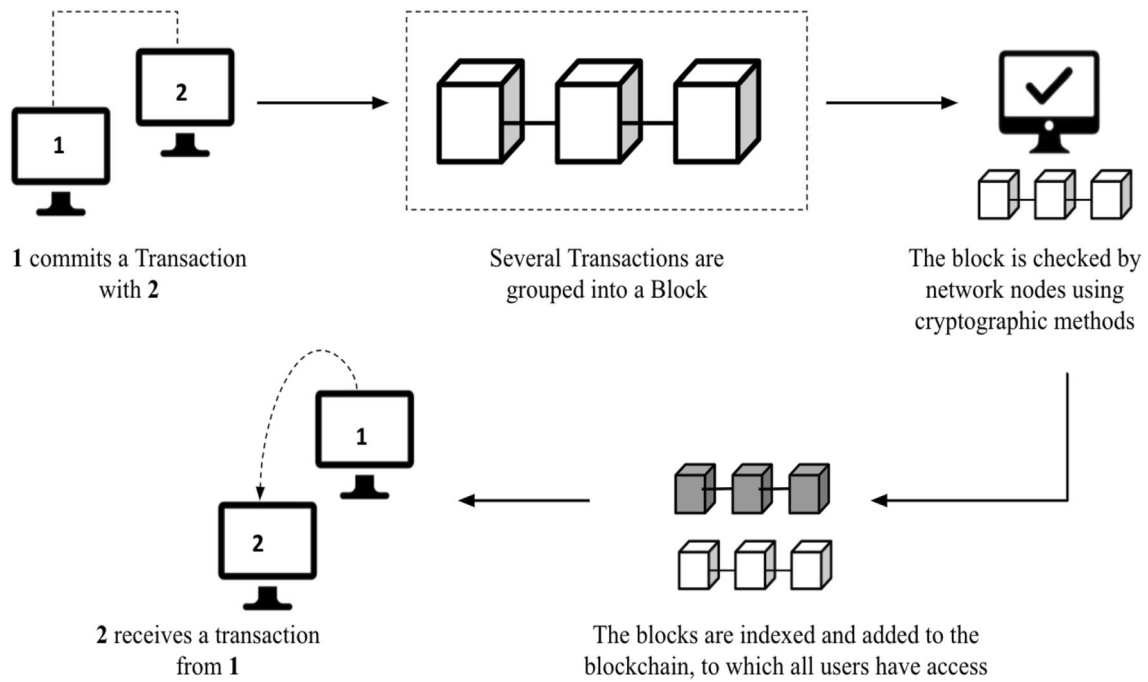 1
2
1 commits a Transaction
with 2
Several Transactions are
grouped into a Block
The block is checked by
network nodes using
cryptographic methods
1
2
2 receives a transaction
from 1
The blocks are indexed and added to the
blockchain, to which all users have access